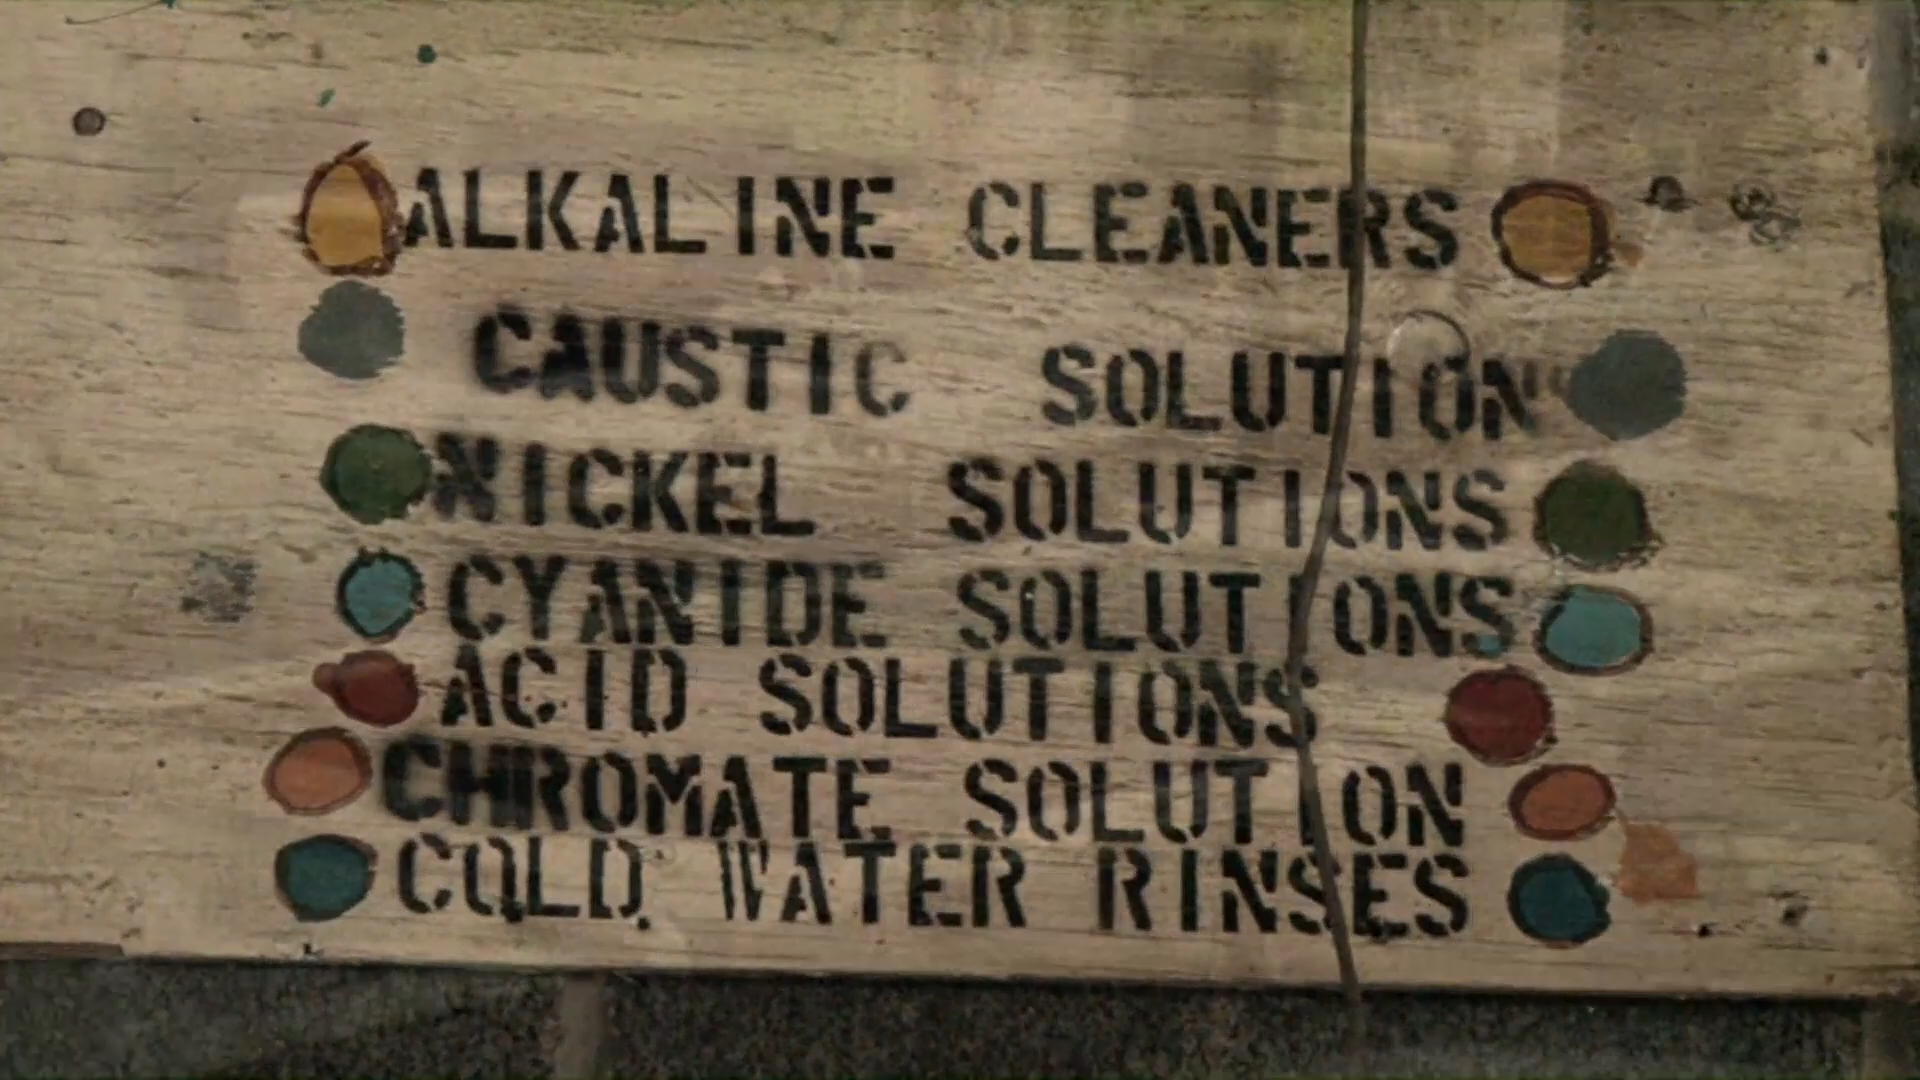 ALKALINE CLEANERS
CAUSTIC SOLUTION
NICKEL SOLUTIONS
CYANIDE SOLUTIONS
ACID SOLUTIONS
CHROMATE SOLUTION
COLD WATER RINSES